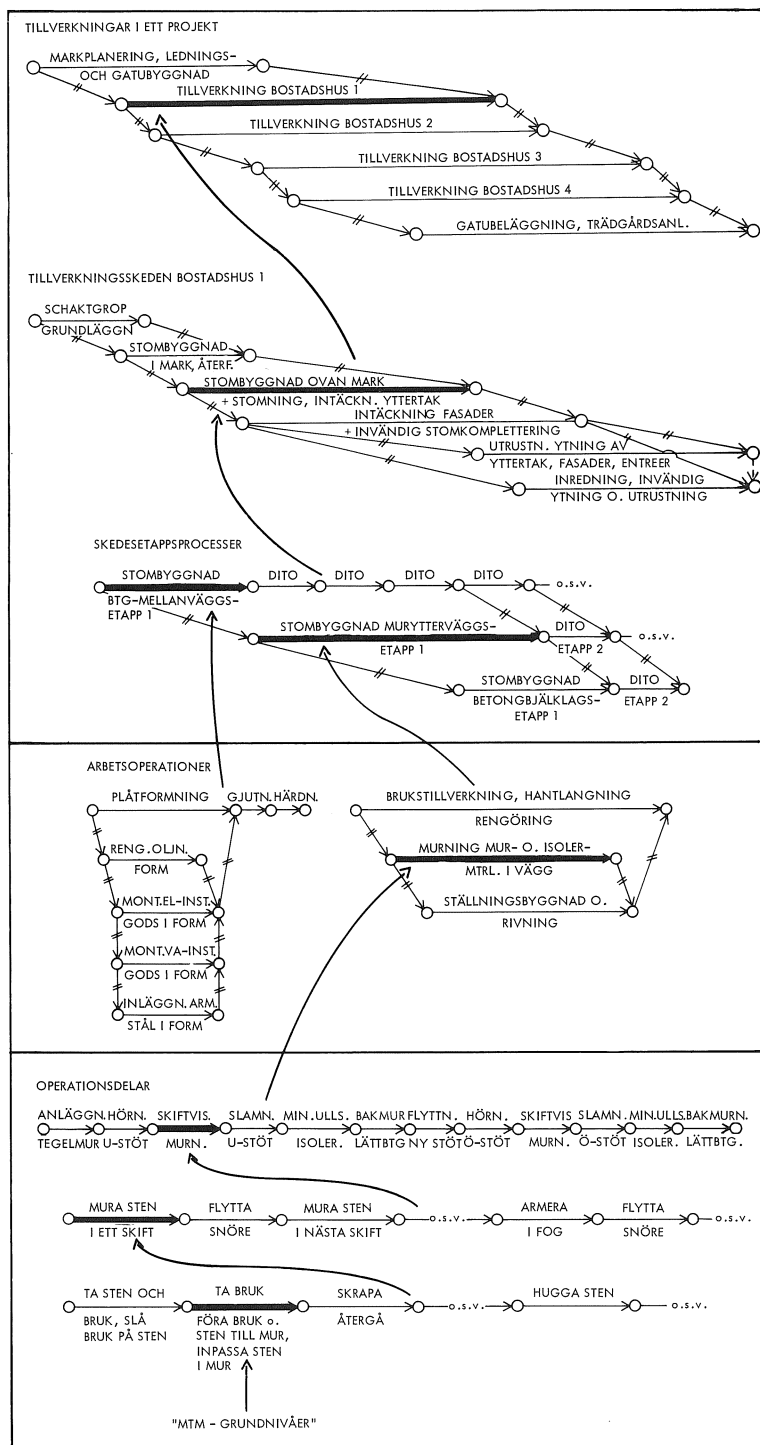 TILLVERKNINGAR I ETT PROJEKT
MARKPLANERING, LEDNINGS-
OCH GATUBYGGNAD
TILLVERKNING BOSTADSHUS 1
TILLVERKNING BOSTADSHUS 2
TILLVERKNING BOSTADSHUS 3
TILLVERKNING BOSTADSHUS 4
GATUBELÄGGNING, TRÄDGÅRDSANL.
TILLVERKNINGSSKEDEN BOSTADSHUS 1
SCHAKTGROP
GRUNDLÄGGN
STOMBYGGNAD
I MARK, ÅTERF.
STOMBYGGNAD OVAN MARK
+ STOMNING, INTÄCKN. YTTERTAK
INTÄCKNING FASADER
+ INVÄNDIG STOMKOMPLETTERING
UTRUSTN. YTNING AV
YTTERTAK, FASADER, ENTREER
INREDNING, INVÄNDIG
YTNING O. UTRUSTNING
SKEDESETAPPSPROCESSER
STOMBYGGNAD DITO DITO DITO DITO o.s.v.
BTG-MELLANVÄGGS-
ETAPP 1
STOMBYGGNAD MURYTTERVÄGGS- DITO o.s.v.
ETAPP 1 ETAPP 2
STOMBYGGNAD DITO
BETONGBJÄLKLAGS- ETAPP 2
ETAPP 1
ARBETSOPERATIONER
PLÅTFORMNING GJUTN. HÄRDN.
RENG.OLJN.
FORM
MONT.EL-INST.
GODS I FORM
MONT.VA-INST.
GODS I FORM
INLÄGGN. ARM.
STÅL I FORM
BRUKSTILLVERKNING, HANTLANGNING
RENGÖRING
MURNING MUR- O. ISOLER-
MTRL. I VÄGG
STÄLLNINGSBYGGNAD O.
RIVNING
OPERATIONSDELAR
ANLÄGGN. HÖRN. SKIFTVIS. SLAMN. MIN.ULLS. BAKMUR FLYTTN. HÖRN. SKIFTVIS SLAMN. MIN.ULLS. BAKMURN.
TEGELMUR U-STÖT MURN. U-STÖT ISOLER. LÄTTBTG NY STÖT Ö-STÖT MURN. Ö-STÖT ISOLER. LÄTTBTG.
MURA STEN FLYTTA MURA STEN o.s.v. ARMERA FLYTTA o.s.v.
I ETT SKIFT SNÖRE I NÄSTA SKIFT I FOG SNÖRE
TA STEN OCH TA BRUK SKRAPA o.s.v. HUGGA STEN o.s.v.
BRUK, SLÅ FÖRA BRUK o. ÅTERGÅ
BRUK PÅ STEN STEN TILL MUR,
INPASSA STEN
I MUR
"MTM - GRUNDNIVÅER"